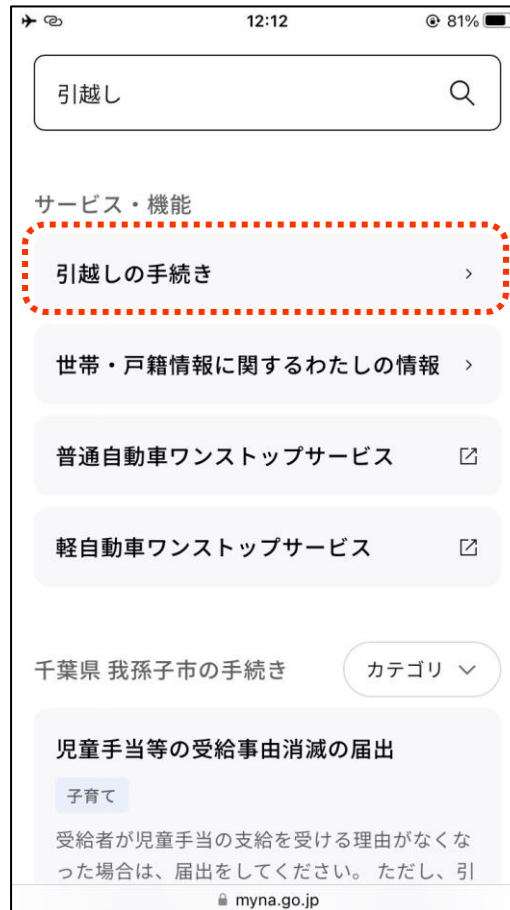 12:12
81%
引越し
サービス・機能
引越しの手続き
世帯・戸籍情報に関するわたしの情報
普通自動車ワンストップサービス
軽自動車ワンストップサービス
千葉県 我孫子市の手続き
カテゴリ
児童手当等の受給事由消滅の届出
子育て
受給者が児童手当の支給を受ける理由がなくな
った場合は、届出をしてください。 ただし、引
myna.go.jp